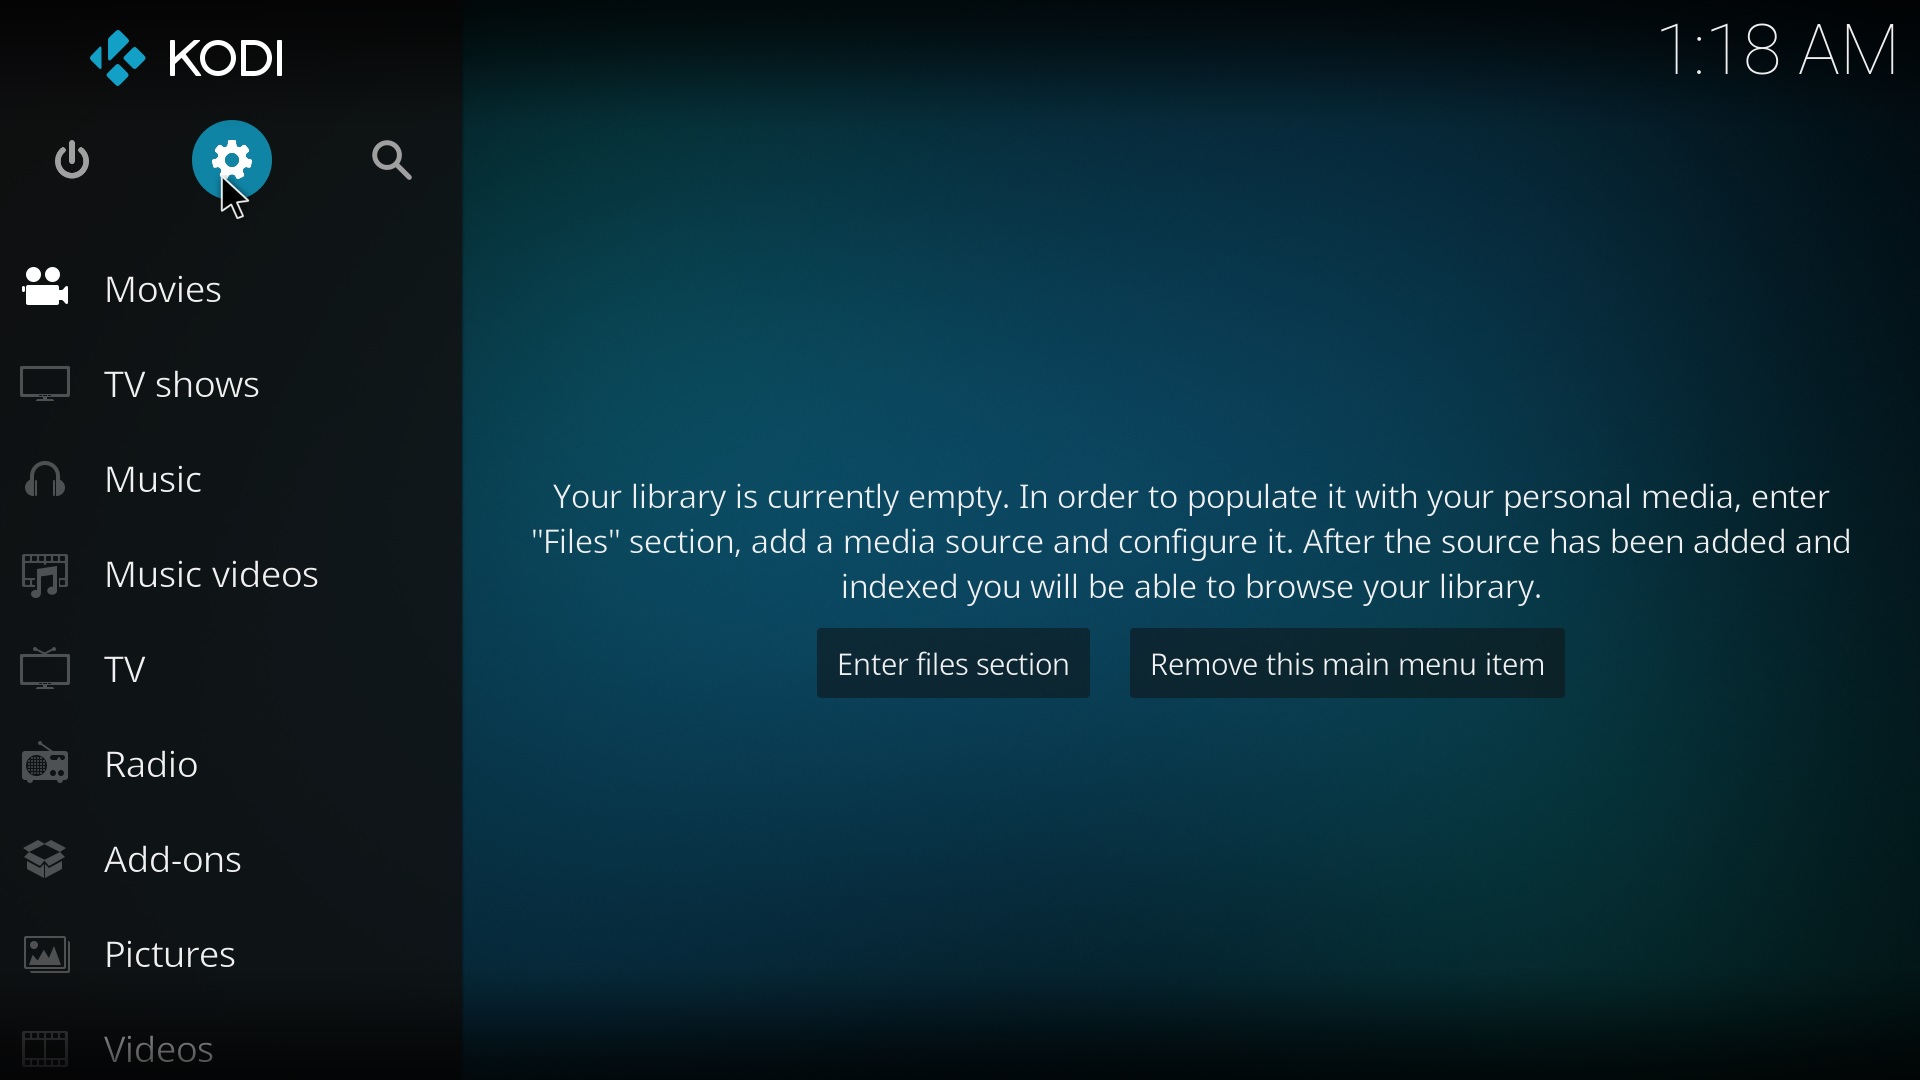 KODI
1:18 AM
Movies
TV shows
Music
Music videos
TV
Radio
Add-ons
Pictures
Videos
Your library is currently empty. In order to populate it with your personal media, enter
"Files" section, add a media source and configure it. After the source has been added and
indexed you will be able to browse your library.
Enter files section
Remove this main menu item